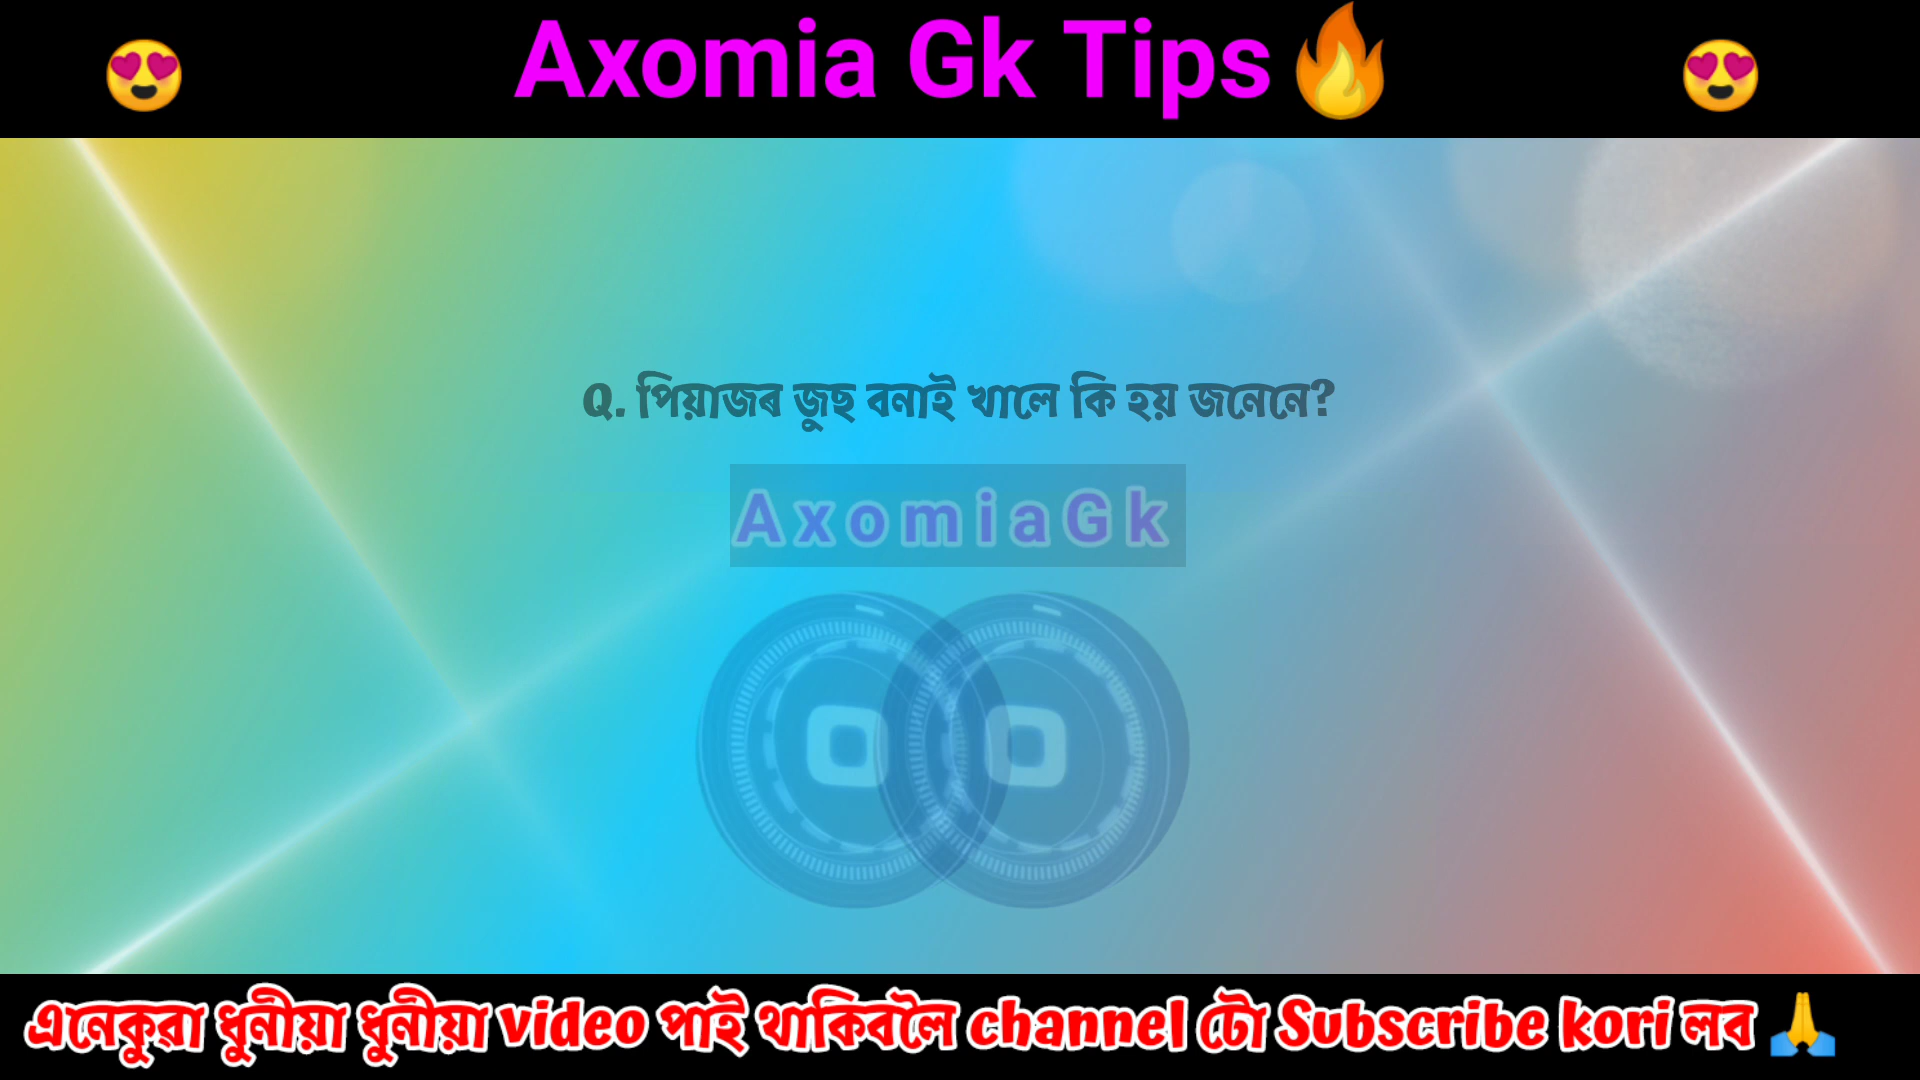 Axomia Gk Tips🔥
Q. পিয়াজৰ জুছ বনাই খালে কি হয় জনেনে?
AxomiaGk
এনেকুৱা ধুনীয়া ধুনীয়া video পাই থাকিবলৈ channel টো Subscribe kori লব 🙏